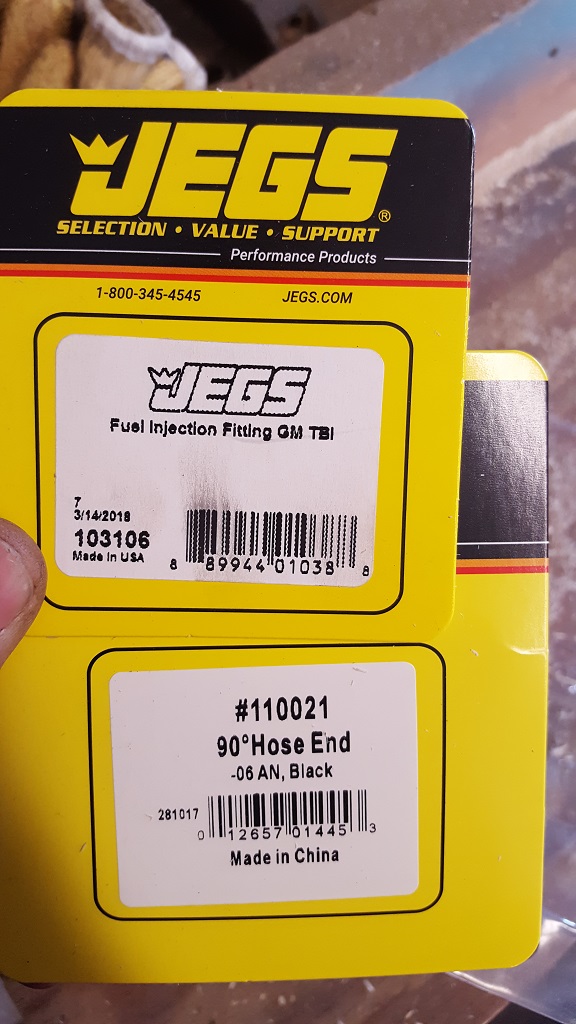 JEGS®
SELECTION • VALUE • SUPPORT
Performance Products
1-800-345-4545 JEGS.COM
JEGS
Fuel Injection Fitting GM TBI
7
3/14/2018
103106
Made in USA
8 89944 01038 8
#110021
90°Hose End
-06 AN, Black
281017
0 12657 01445 3
Made in China